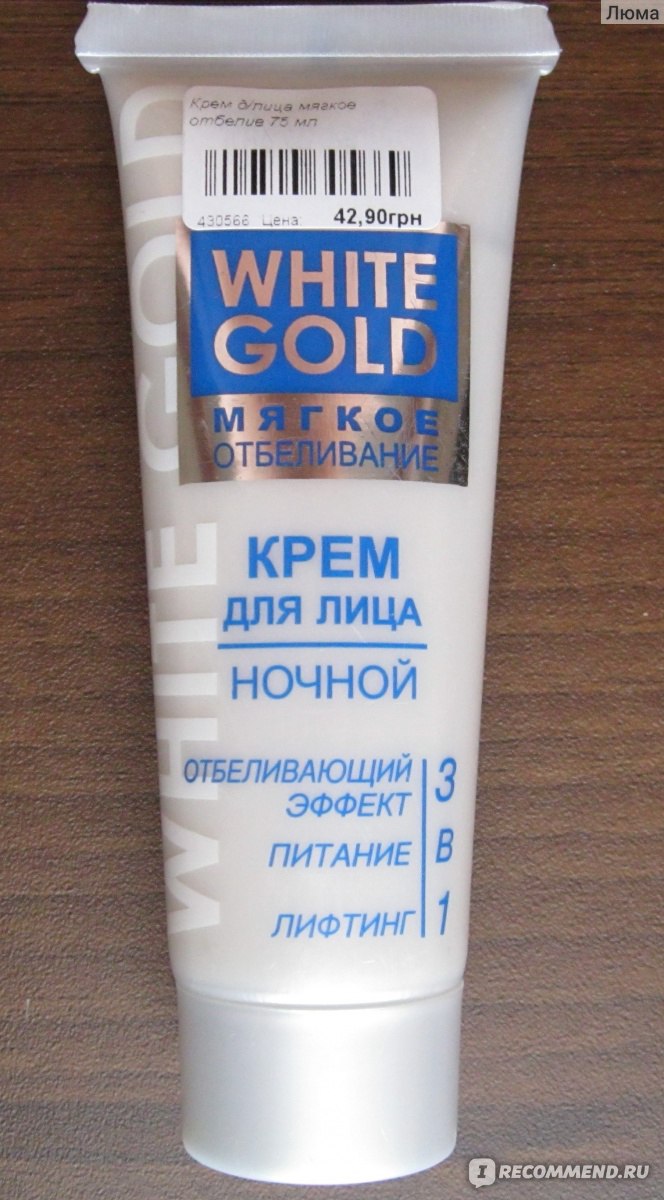 Люма
Крем д/лица мягкое
отбелив 75 мл
430566 Цена: 42,90грн
WHITE
GOLD
МЯГКОЕ
ОТБЕЛИВАНИЕ
WHITE GOLD
КРЕМ
ДЛЯ ЛИЦА
НОЧНОЙ
ОТБЕЛИВАЮЩИЙ 3
ЭФФЕКТ
ПИТАНИЕ В
ЛИФТИНГ 1
IRECOMMEND.RU